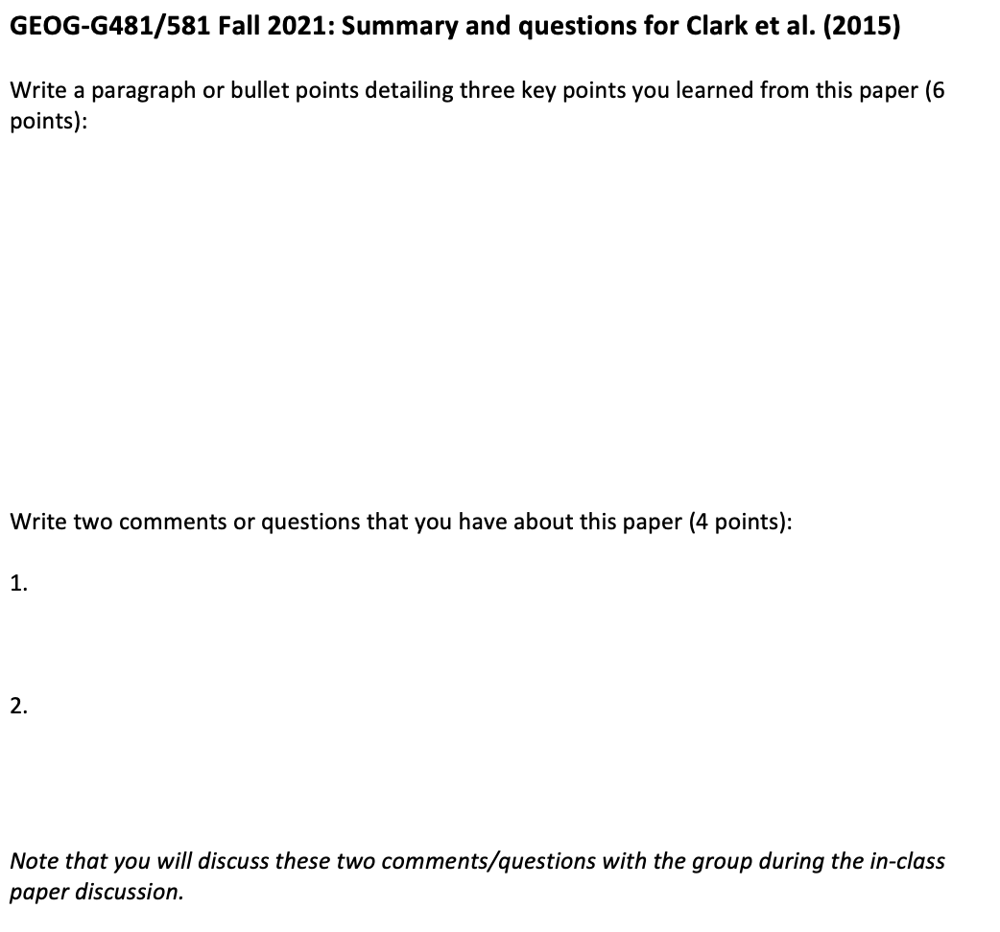 GEOG-G481/581 Fall 2021: Summary and questions for Clark et al. (2015)
Write a paragraph or bullet points detailing three key points you learned from this paper (6
points):
Write two comments or questions that you have about this paper (4 points):
1.
2.
Note that you will discuss these two comments/questions with the group during the in-class
paper discussion.